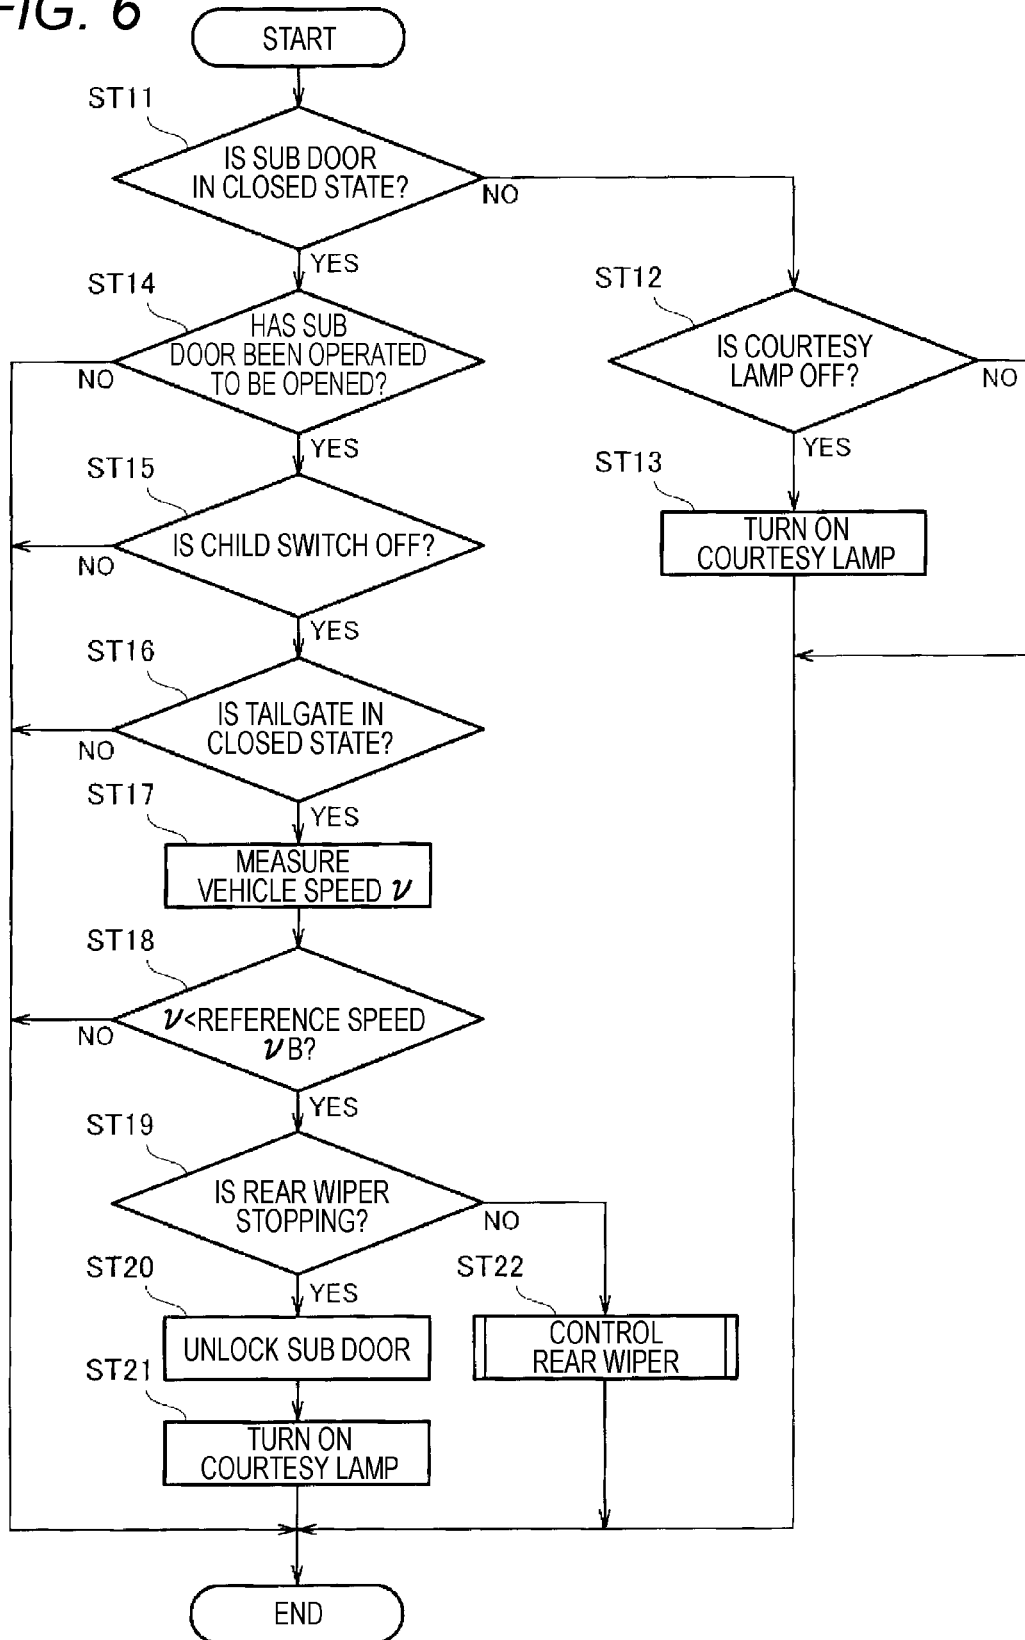 FIG. 6
START
ST11
IS SUB DOOR
IN CLOSED STATE?
NO
YES
ST14
HAS SUB
DOOR BEEN OPERATED
TO BE OPENED?
NO
YES
ST12
IS COURTESY
LAMP OFF?
NO
YES
ST13
TURN ON
COURTESY LAMP
ST15
IS CHILD SWITCH OFF?
NO
YES
ST16
IS TAILGATE IN
CLOSED STATE?
NO
YES
ST17
MEASURE
VEHICLE SPEED ν
ST18
ν<REFERENCE SPEED
νB?
NO
YES
ST19
IS REAR WIPER
STOPPING?
NO
YES
ST20
UNLOCK SUB DOOR
ST22
CONTROL
REAR WIPER
ST21
TURN ON
COURTESY LAMP
END